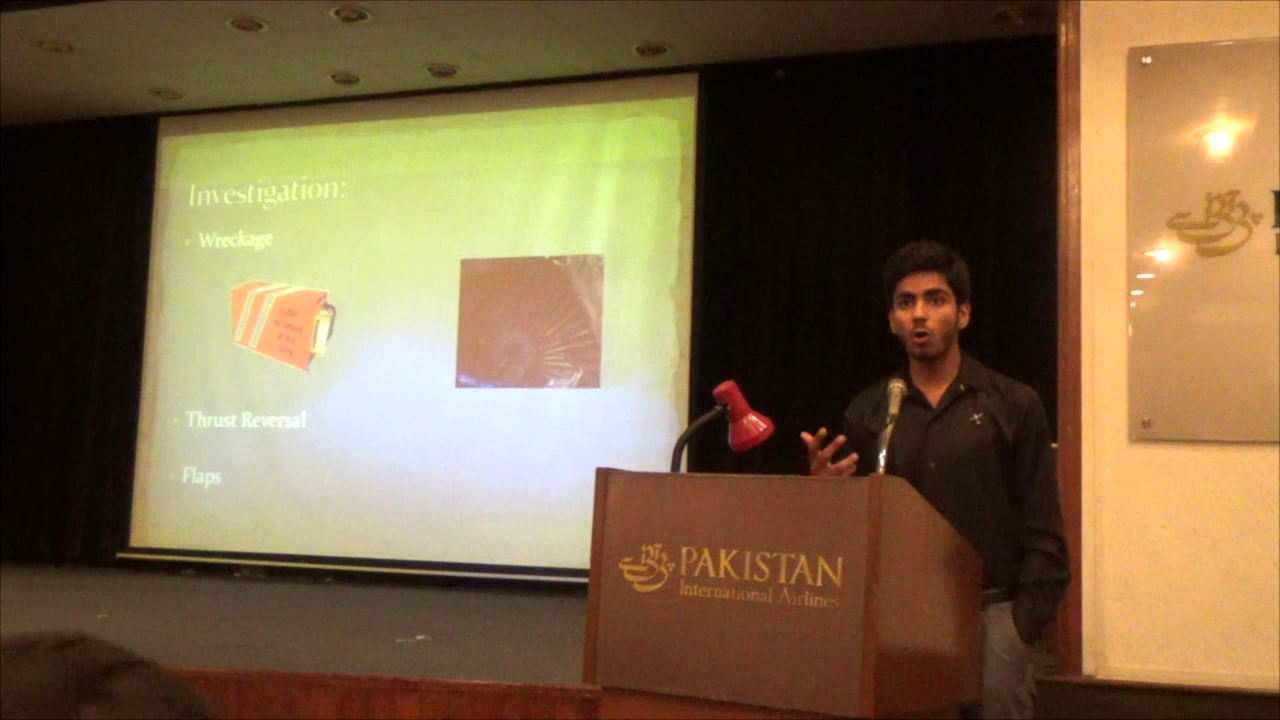 Investigation:
Wreckage
Thrust Reversal
Flaps
PAKISTAN
International Airlines